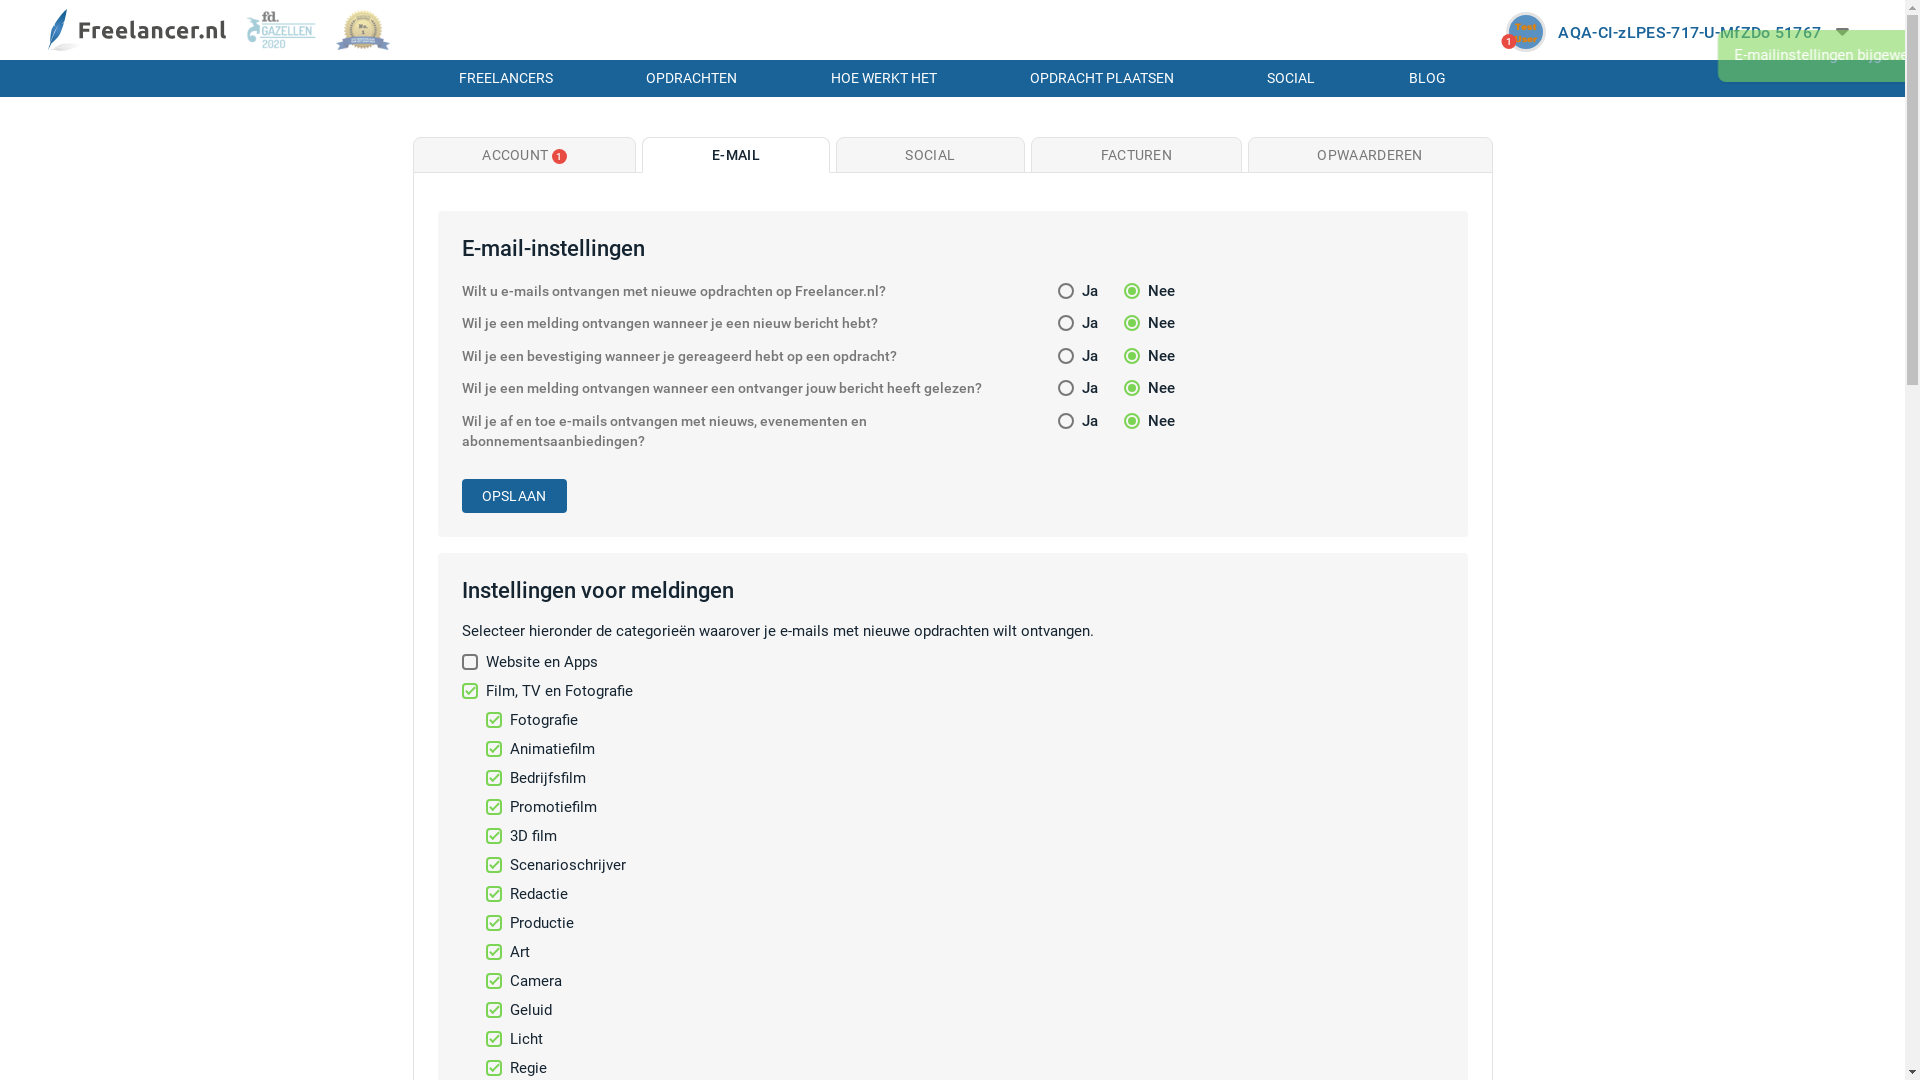 Freelancer.nl
fd.
GAZELLEN
2020
No.
1
1
AQA-CI-zLPES-717-U-MfZDo 51767
E-mailinstellingen bijgewe
FREELANCERS
OPDRACHTEN
HOE WERKT HET
OPDRACHT PLAATSEN
SOCIAL
BLOG
ACCOUNT 1
E-MAIL
SOCIAL
FACTUREN
OPWAARDEREN
E-mail-instellingen
Wilt u e-mails ontvangen met nieuwe opdrachten op Freelancer.nl? Ja Nee
Wil je een melding ontvangen wanneer je een nieuw bericht hebt? Ja Nee
Wil je een bevestiging wanneer je gereageerd hebt op een opdracht? Ja Nee
Wil je een melding ontvangen wanneer een ontvanger jouw bericht heeft gelezen? Ja Nee
Wil je af en toe e-mails ontvangen met nieuws, evenementen en Ja Nee
abonnementsaanbiedingen?
OPSLAAN
Instellingen voor meldingen
Selecteer hieronder de categorieën waarover je e-mails met nieuwe opdrachten wilt ontvangen.
Website en Apps
Film, TV en Fotografie
Fotografie
Animatiefilm
Bedrijfsfilm
Promotiefilm
3D film
Scenarioschrijver
Redactie
Productie
Art
Camera
Geluid
Licht
Regie